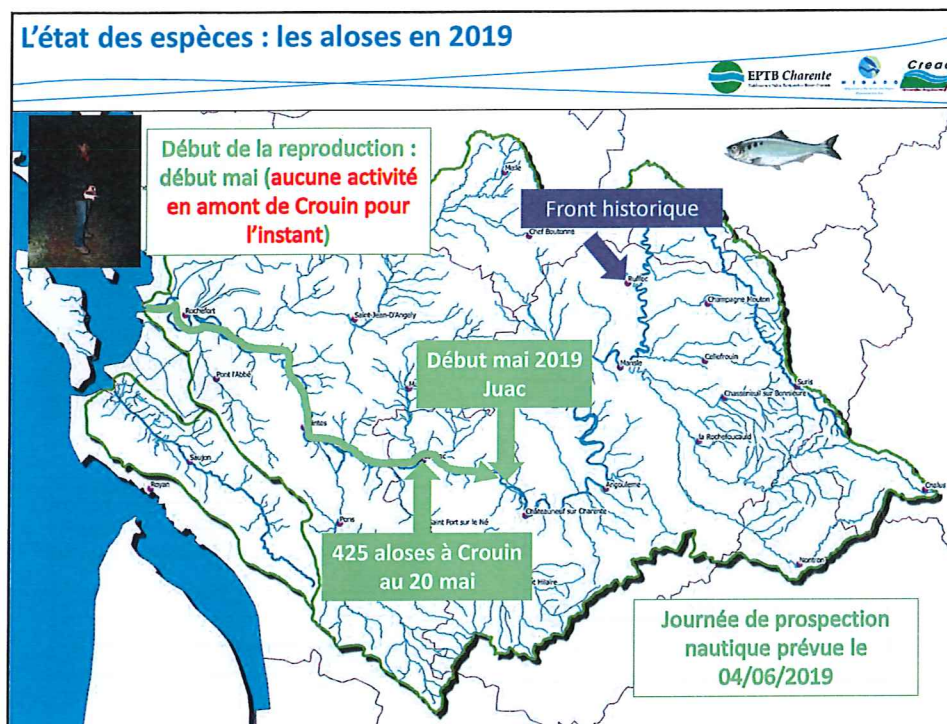 L'état des espèces : les aloses en 2019
EPTB Charente
Début de la reproduction :
début mai (aucune activité
en amont de Crouin pour
l'instant)
Front historique
Melle
Chef Boutonne
Ruffec
Champagne Mouton
Rochefort
Saint-Jean-D'Angely
Début mai 2019
Juac
Mansle
Cellefrouin
Pont l'Abbé
Chasseneuil sur Bonnieure
Suris
la Rochefoucauld
Saujon
Royan
Angouleme
Chalus
Pons
Saint Fort sur le Né
Châteauneuf sur Charente
425 aloses à Crouin
au 20 mai
Hilaire
Nontron
Journée de prospection
nautique prévue le
04/06/2019